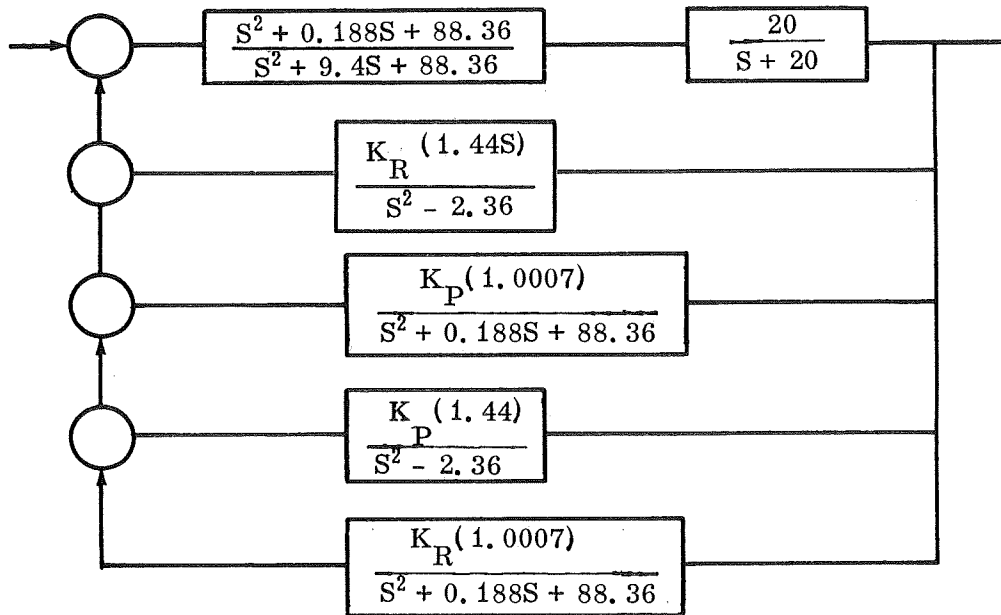 S² + 0.188S + 88.36
S² + 9.4S + 88.36
20
S + 20
K_R (1.44S)
S² - 2.36
K_P (1.0007)
S² + 0.188S + 88.36
K_P (1.44)
S² - 2.36
K_R (1.0007)
S² + 0.188S + 88.36